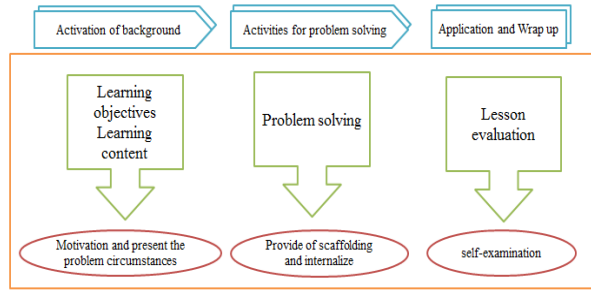 Activation of background
Activities for problem solving
Application and Wrap up
Learning
objectives
Learning
content
Problem solving
Lesson
evaluation
Motivation and present the
problem circumstances
Provide of scaffolding
and internalize
self-examination